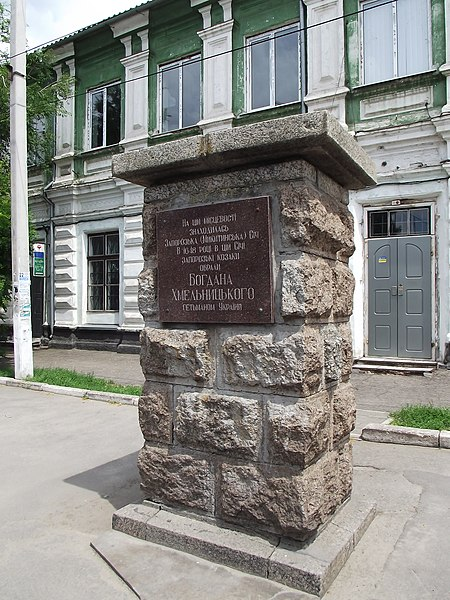 На цій місцевості
знаходилась
Запорозька (Микитинська) Січ
В 1648 році в цій Січі
запорозькі козаки
обрали
Богдана
Хмельницького
гетьманом України